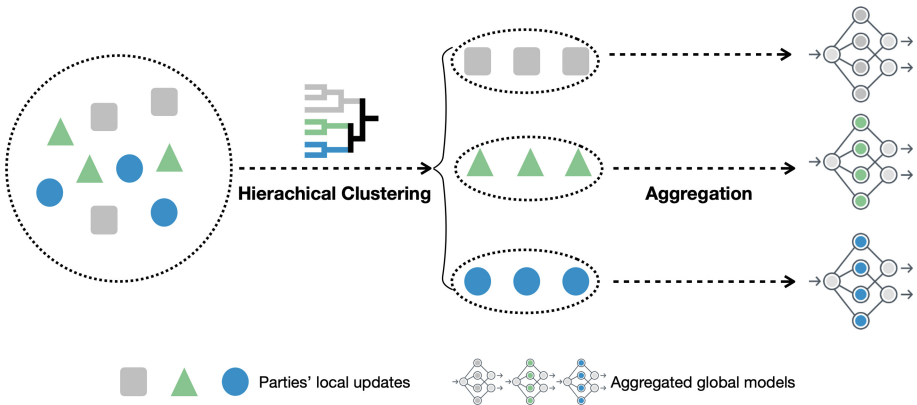 Hierachical Clustering
Aggregation
Parties’ local updates
Aggregated global models